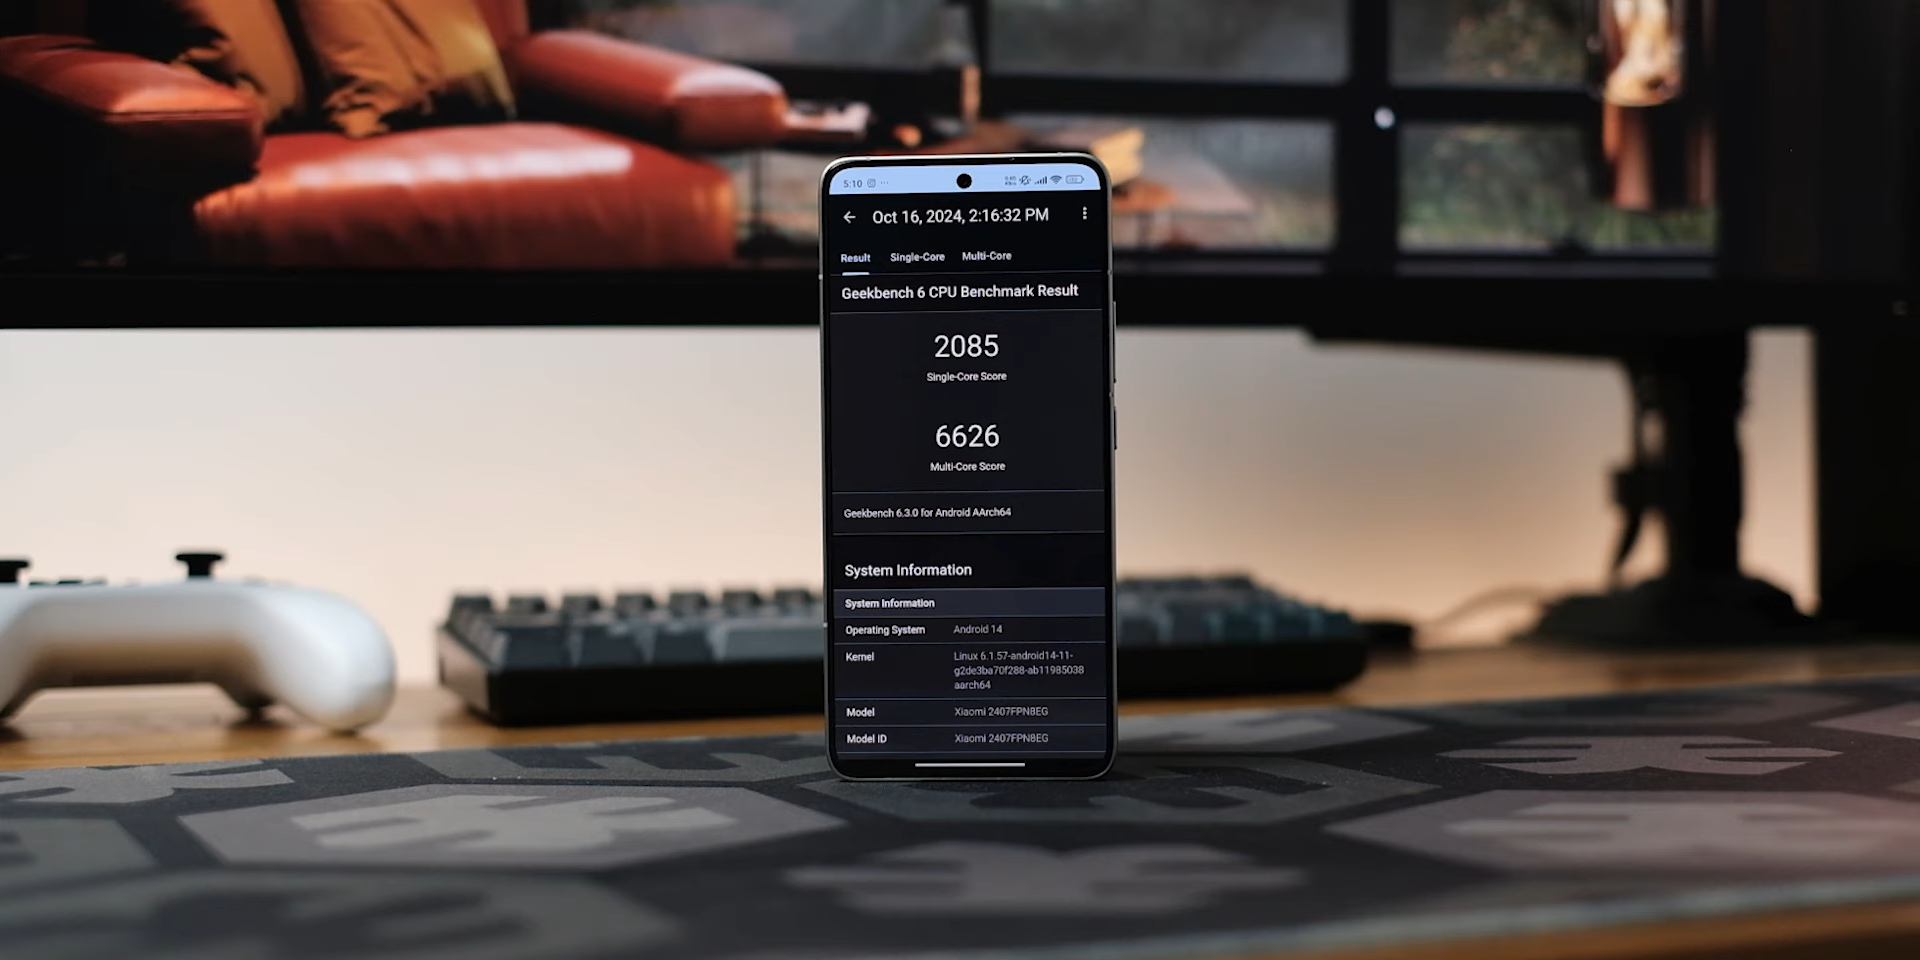 5:10
Oct 16, 2024, 2:16:32 PM
Result Single-Core Multi-Core
Geekbench 6 CPU Benchmark Result
2085
Single-Core Score
6626
Multi-Core Score
Geekbench 6.3.0 for Android AArch64
System Information
System Information
Operating System Android 14
Kernel Linux 6.1.57-android14-11-
g2de3ba70f288-ab11985038
aarch64
Model Xiaomi 2407FPN8EG
Model ID Xiaomi 2407FPN8EG